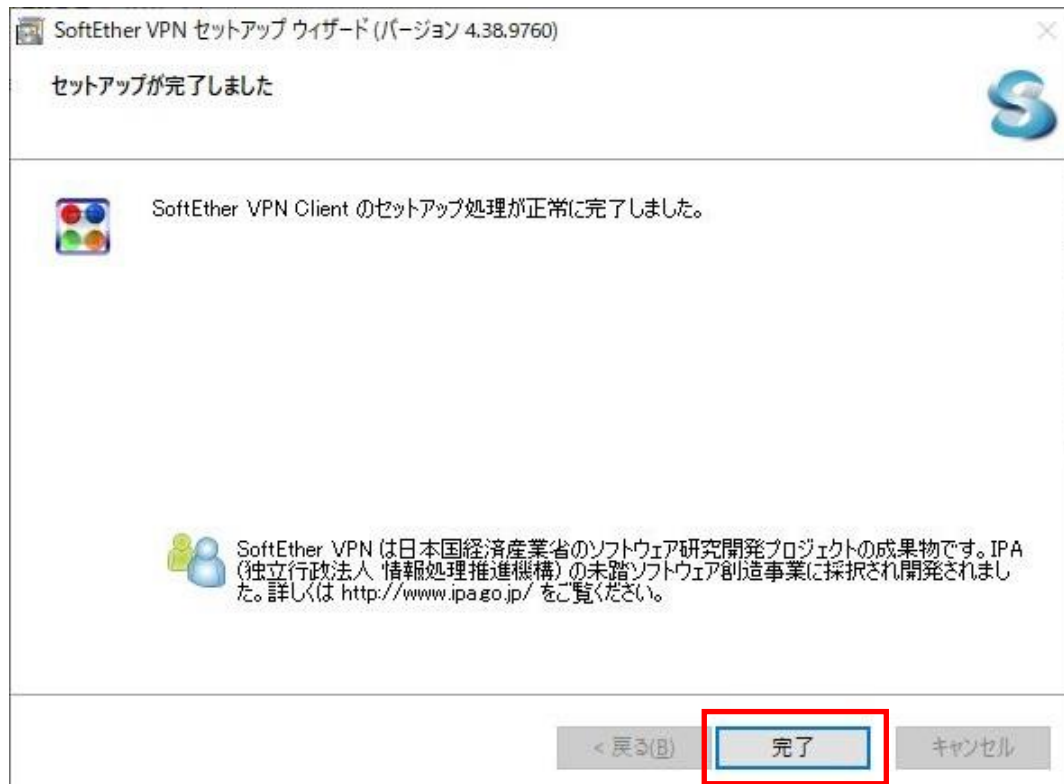 SoftEther VPN セットアップ ウィザード (バージョン 4.38.9760)
セットアップが完了しました
SoftEther VPN Client のセットアップ処理が正常に完了しました。
SoftEther VPN は日本国経済産業省のソフトウェア研究開発プロジェクトの成果物です。IPA
(独立行政法人 情報処理推進機構) の未踏ソフトウェア創造事業に採択され開発されまし
た。詳しくは http://www.ipa.go.jp/ をご覧ください。
< 戻る(B)
完了
キャンセル